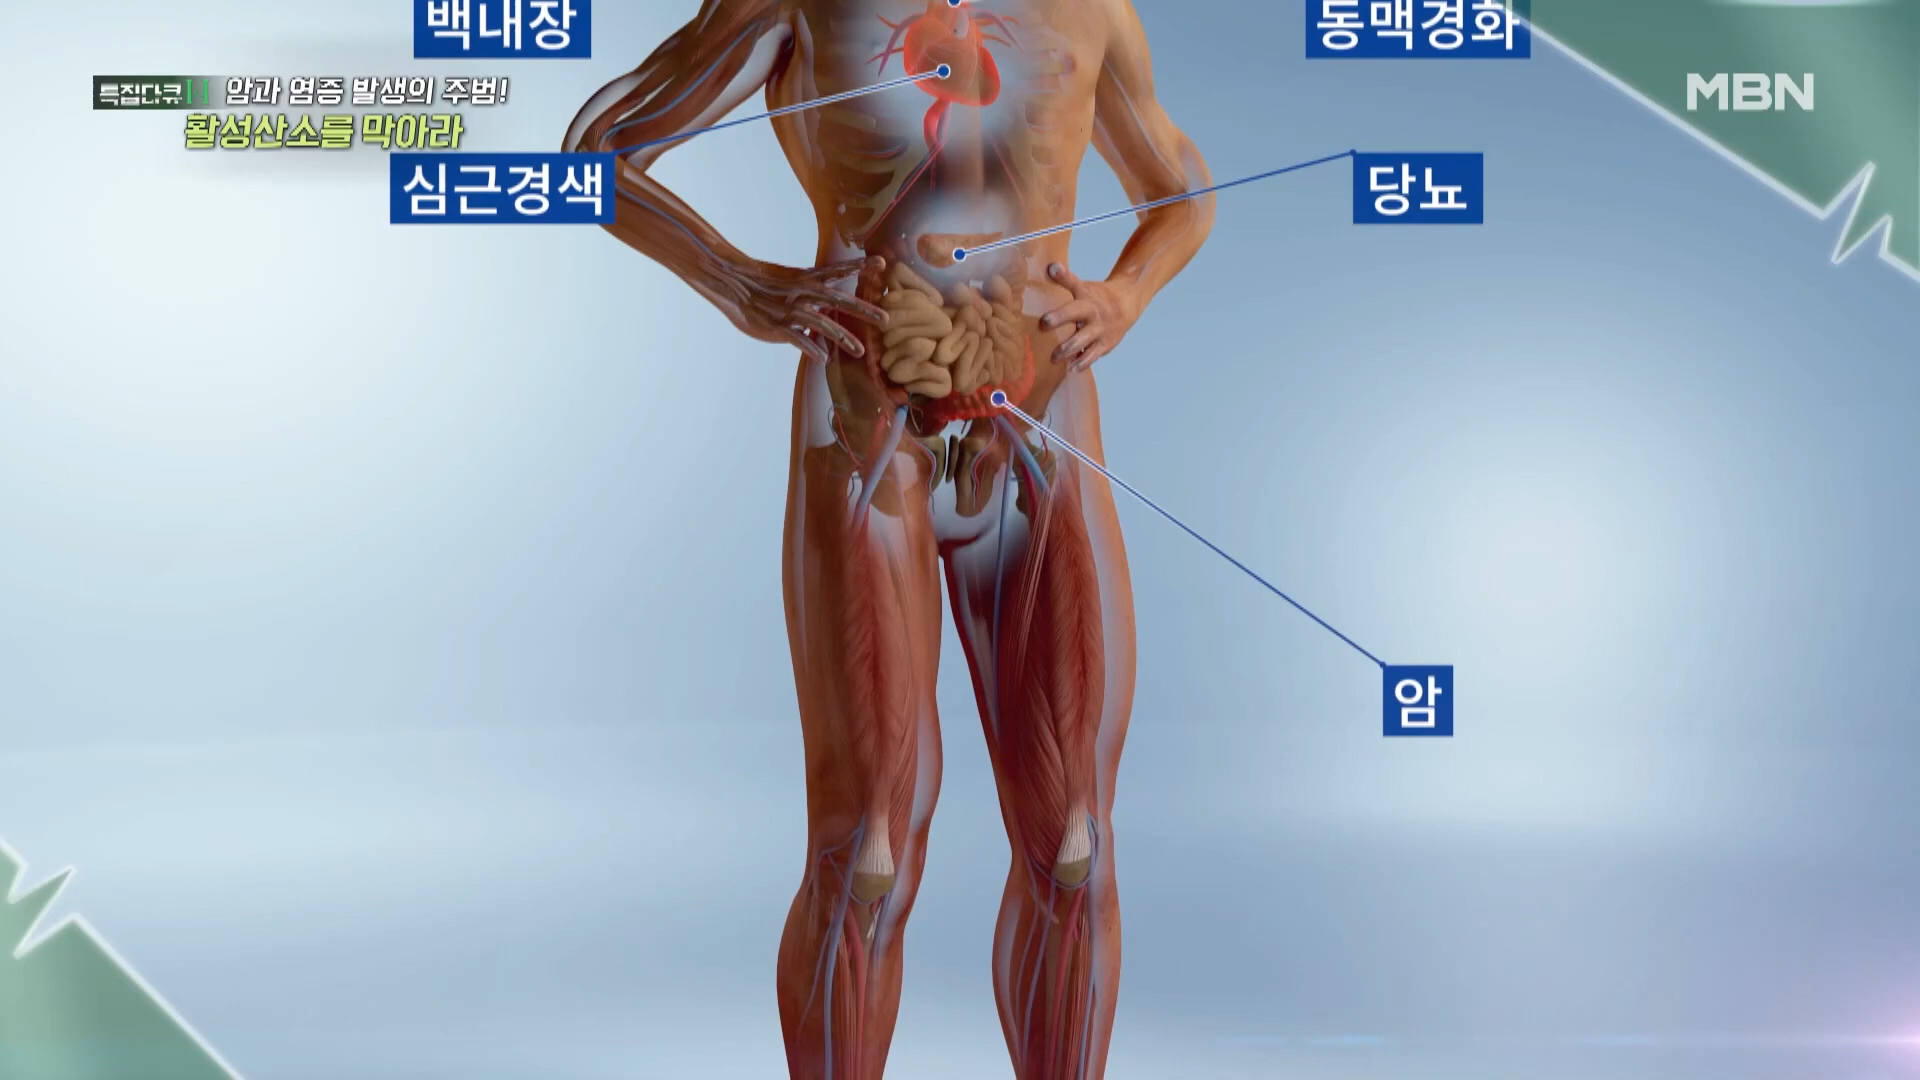 백내장
동맥경화
특집다큐H 암과 염증 발생의 주범!
활성산소를 막아라
MBN
심근경색
당뇨
암